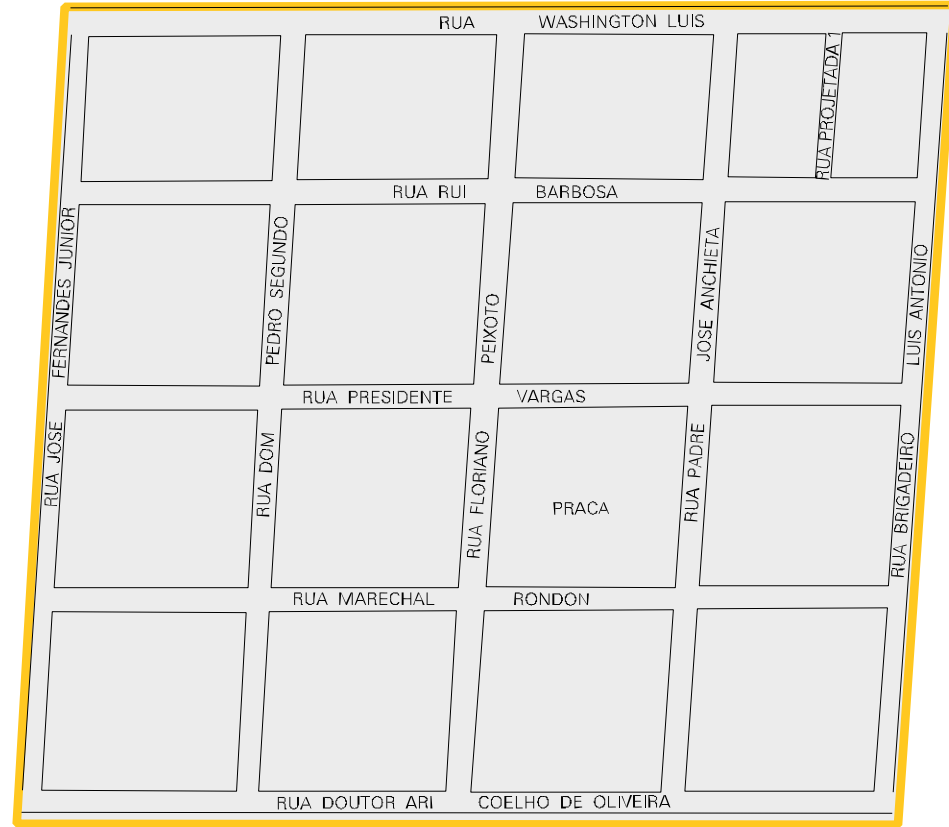 RUA WASHINGTON LUIS
RUA PROJETADA 1
RUA RUI BARBOSA
RUA JOSE FERNANDES JUNIOR
RUA DOM PEDRO SEGUNDO
RUA FLORIANO PEIXOTO
RUA PADRE JOSE ANCHIETA
RUA BRIGADEIRO LUIS ANTONIO
RUA PRESIDENTE VARGAS
PRACA
RUA MARECHAL RONDON
RUA DOUTOR ARI COELHO DE OLIVEIRA